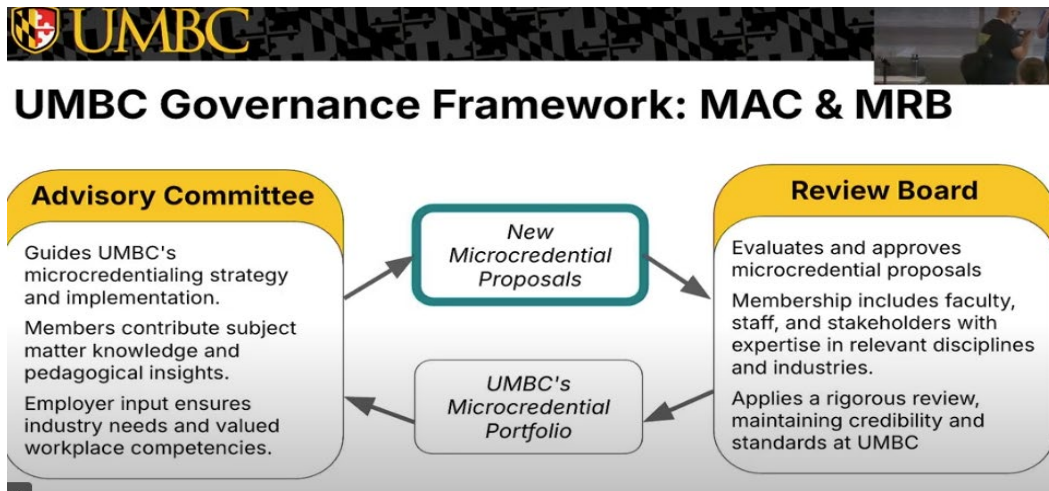 UMBC
UMBC Governance Framework: MAC & MRB
Advisory Committee
Guides UMBC's
microcredentialing strategy
and implementation.
Members contribute subject
matter knowledge and
pedagogical insights.
Employer input ensures
industry needs and valued
workplace competencies.
New
Microcredential
Proposals
UMBC's
Microcredential
Portfolio
Review Board
Evaluates and approves
microcredential proposals
Membership includes faculty,
staff, and stakeholders with
expertise in relevant disciplines
and industries.
Applies a rigorous review,
maintaining credibility and
standards at UMBC